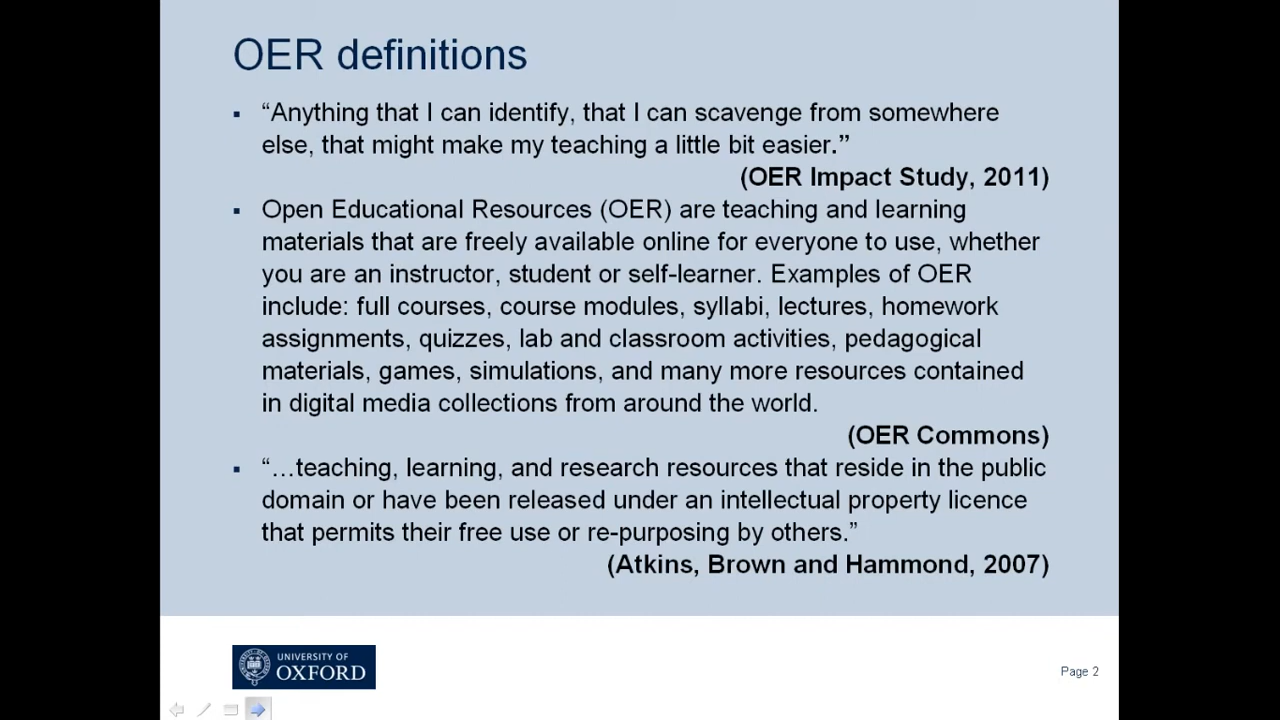 OER definitions
▪ “Anything that I can identify, that I can scavenge from somewhere
else, that might make my teaching a little bit easier.”
(OER Impact Study, 2011)
▪ Open Educational Resources (OER) are teaching and learning
materials that are freely available online for everyone to use, whether
you are an instructor, student or self-learner. Examples of OER
include: full courses, course modules, syllabi, lectures, homework
assignments, quizzes, lab and classroom activities, pedagogical
materials, games, simulations, and many more resources contained
in digital media collections from around the world.
(OER Commons)
▪ “…teaching, learning, and research resources that reside in the public
domain or have been released under an intellectual property licence
that permits their free use or re-purposing by others.”
(Atkins, Brown and Hammond, 2007)
UNIVERSITY OF
OXFORD
Page 2